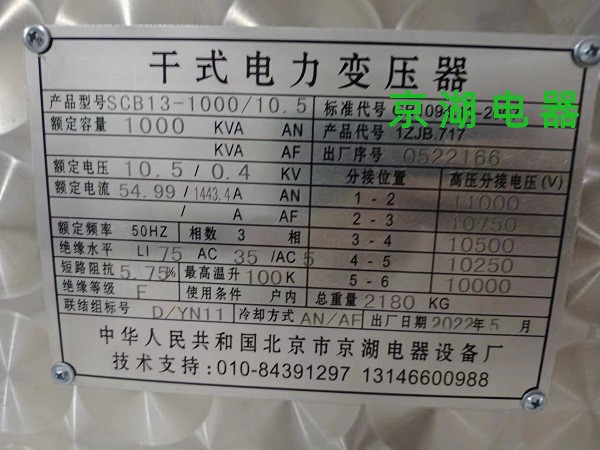 干式电力变压器
产品型号 SCB13-1000/10.5
额定容量 1000 KVA AN
KVA AF
额定电压 10.5 / 0.4 KV
额定电流 54.99 / 1443.4A AN
/ A AF
额定频率 50HZ 相数 3 相
绝缘水平 LI 75 AC 35 /AC 5
短路阻抗 5.75% 最高温升 100K
绝缘等级 F 使用条件 户内
联结组标号 D/YN11 冷却方式 AN/AF
标准代号
产品代号 1ZJB.717
出厂序号 0522166
分接位置 高压分接电压(V)
1-2 11000
2-3 10750
3-4 10500
4-5 10250
5-6 10000
总重量 2180 KG
出厂日期 2022年5月
中华人民共和国北京市京湖电器设备厂
技术支持:010-84391297 13146600988
京湖电器